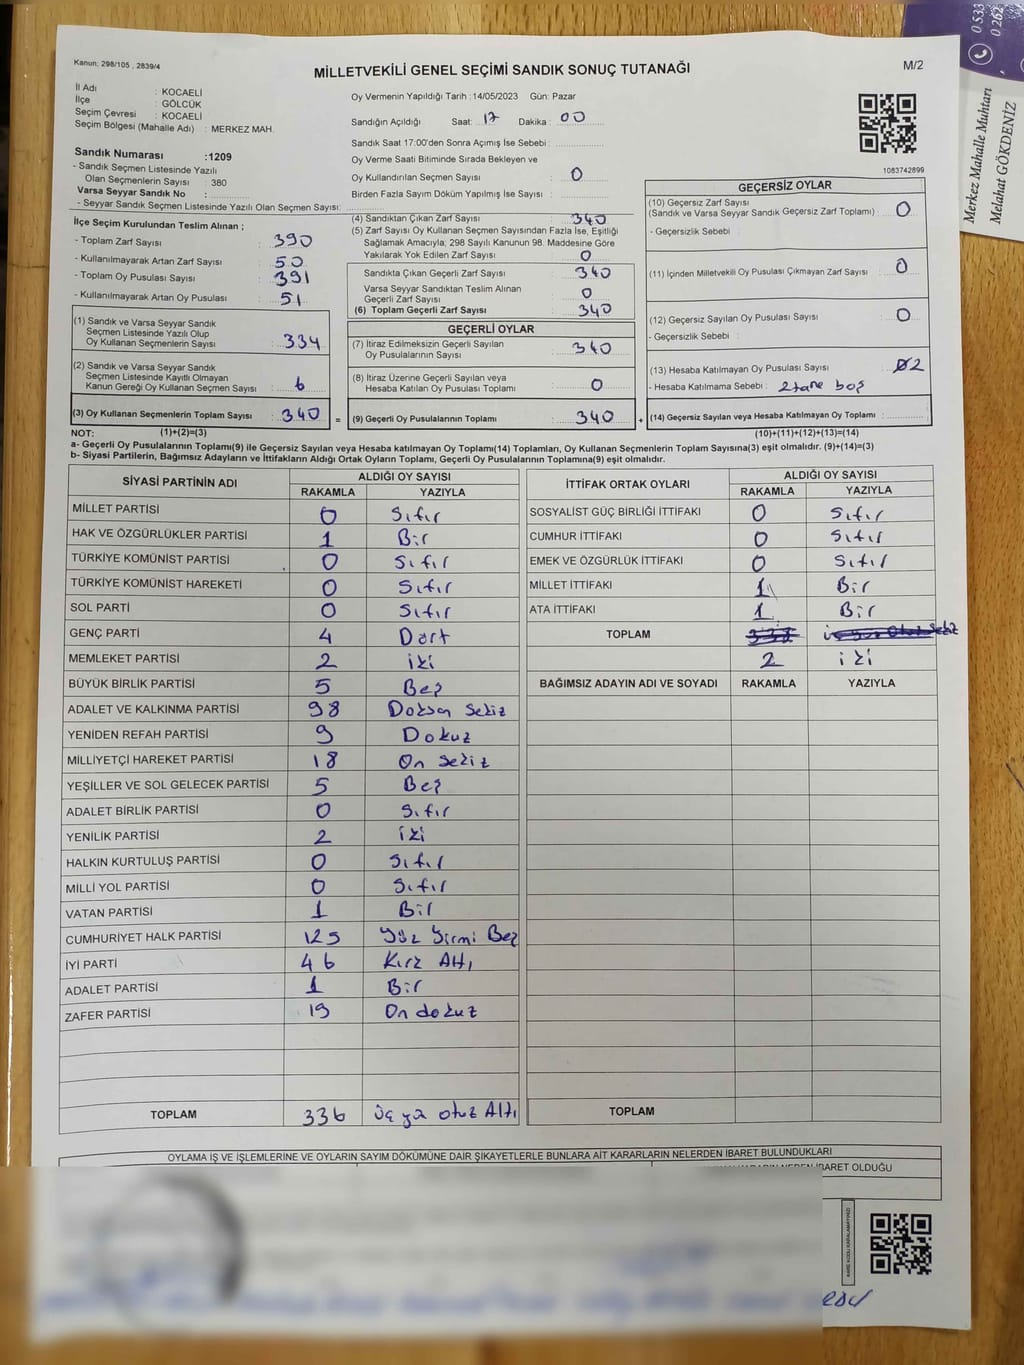 Kanun: 298/105 , 2839/4
MİLLETVEKİLİ GENEL SEÇİMİ SANDIK SONUÇ TUTANAĞI
M/2
İl Adı : KOCAELİ
İlçe : GÖLCÜK
Seçim Çevresi : KOCAELİ
Seçim Bölgesi (Mahalle Adı) : MERKEZ MAH.
Sandık Numarası :1209
- Sandık Seçmen Listesinde Yazılı
Olan Seçmenlerin Sayısı : 380
Varsa Seyyar Sandık No :
- Seyyar Sandık Seçmen Listesinde Yazılı Olan Seçmen Sayısı:
Oy Vermenin Yapıldığı Tarih :14/05/2023 Gün: Pazar
Sandığın Açıldığı Saat: 17 Dakika : 00
Sandık Saat 17:00'den Sonra Açımış İse Sebebi :
Oy Verme Saati Bitiminde Sırada Bekleyen ve
Oy Kullandırılan Seçmen Sayısı : 0
Birden Fazla Sayım Döküm Yapılmış İse Sayısı :
1083742899
0 533
0 262
Merkez Mahalle Muhtarı
Melahat GÖKDENİZ
İlçe Seçim Kurulundan Teslim Alınan ;
- Toplam Zarf Sayısı : 390
- Kullanılmayarak Artan Zarf Sayısı : 50
- Toplam Oy Pusulası Sayısı : 391
- Kullanılmayarak Artan Oy Pusulası : 51
(1) Sandık ve Varsa Seyyar Sandık
Seçmen Listesinde Yazılı Olup
Oy Kullanan Seçmenlerin Sayısı : 334
(2) Sandık ve Varsa Seyyar Sandık
Seçmen Listesinde Kayıtlı Olmayan
Kanun Gereği Oy Kullanan Seçmen Sayısı : 6
(3) Oy Kullanan Seçmenlerin Toplam Sayısı : 340 =
(4) Sandıktan Çıkan Zarf Sayısı : 340
(5) Zarf Sayısı Oy Kullanan Seçmen Sayısından Fazla İse, Eşitliği
Sağlamak Amacıyla; 298 Sayılı Kanunun 98. Maddesine Göre
Yakılarak Yok Edilen Zarf Sayısı : 0
Sandıkta Çıkan Geçerli Zarf Sayısı : 340
Varsa Seyyar Sandıktan Teslim Alınan
Geçerli Zarf Sayısı : 0
(6) Toplam Geçerli Zarf Sayısı : 340
GEÇERLİ OYLAR
(7) İtiraz Edilmeksizin Geçerli Sayılan
Oy Pusulalarının Sayısı : 340
(8) İtiraz Üzerine Geçerli Sayılan veya
Hesaba Katılan Oy Pusulası Toplamı : 0
(9) Geçerli Oy Pusulalarının Toplamı : 340 +
GEÇERSİZ OYLAR
(10) Geçersiz Zarf Sayısı
(Sandık ve Varsa Seyyar Sandık Geçersiz Zarf Toplamı) : 0
- Geçersizlik Sebebi :
(11) İçinden Milletvekili Oy Pusulası Çıkmayan Zarf Sayısı : 0
(12) Geçersiz Sayılan Oy Pusulası Sayısı : 0
- Geçersizlik Sebebi :
(13) Hesaba Katılmayan Oy Pusulası Sayısı : 2
- Hesaba Katılmama Sebebi : 2 tane boş
(14) Geçersiz Sayılan veya Hesaba Katılmayan Oy Toplamı :
NOT: (1)+(2)=(3) (10)+(11)+(12)+(13)=(14)
a- Geçerli Oy Pusulalarının Toplamı(9) ile Geçersiz Sayılan veya Hesaba katılmayan Oy Toplamı(14) Toplamları, Oy Kullanan Seçmenlerin Toplam Sayısına(3) eşit olmalıdır. (9)+(14)=(3)
b- Siyasi Partilerin, Bağımsız Adayların ve İttifakların Aldığı Ortak Oyların Toplamı, Geçerli Oy Pusulalarının Toplamına(9) eşit olmalıdır.
SİYASİ PARTİNİN ADI ALDIĞI OY SAYISI
RAKAMLA YAZIYLA
MİLLET PARTİSİ 0 Sıfır
HAK VE ÖZGÜRLÜKLER PARTİSİ 1 Bir
TÜRKİYE KOMÜNİST PARTİSİ 0 Sıfır
TÜRKİYE KOMÜNİST HAREKETİ 0 Sıfır
SOL PARTİ 0 Sıfır
GENÇ PARTİ 4 Dört
MEMLEKET PARTİSİ 2 iki
BÜYÜK BİRLİK PARTİSİ 5 Beş
ADALET VE KALKINMA PARTİSİ 98 Doksan Sekiz
YENİDEN REFAH PARTİSİ 9 Dokuz
MİLLİYETÇİ HAREKET PARTİSİ 18 On Sekiz
YEŞİLLER VE SOL GELECEK PARTİSİ 5 Beş
ADALET BİRLİK PARTİSİ 0 Sıfır
YENİLİK PARTİSİ 2 iki
HALKIN KURTULUŞ PARTİSİ 0 Sıfır
MİLLİ YOL PARTİSİ 0 Sıfır
VATAN PARTİSİ 1 Bir
CUMHURİYET HALK PARTİSİ 125 Yüz Yirmi Beş
İYİ PARTİ 46 Kırk Altı
ADALET PARTİSİ 1 Bir
ZAFER PARTİSİ 19 On dokuz
TOPLAM 336 üç yz otuz Altı
İTTİFAK ORTAK OYLARI ALDIĞI OY SAYISI
RAKAMLA YAZIYLA
SOSYALİST GÜÇ BİRLİĞİ İTTİFAKI 0 Sıfır
CUMHUR İTTİFAKI 0 Sıfır
EMEK VE ÖZGÜRLÜK İTTİFAKI 0 Sıfır
MİLLET İTTİFAKI 1 Bir
ATA İTTİFAKI 1 Bir
TOPLAM
2 iki
BAĞIMSIZ ADAYIN ADI VE SOYADI RAKAMLA YAZIYLA
TOPLAM
OYLAMA İŞ VE İŞLEMLERİNE VE OYLARIN SAYIM DÖKÜMÜNE DAİR ŞİKAYETLERLE BUNLARA AİT KARARLARIN NELERDEN İBARET BULUNDUKLARI
İBARET OLDUĞU
KARE KODU KARALAMAYINIZ!